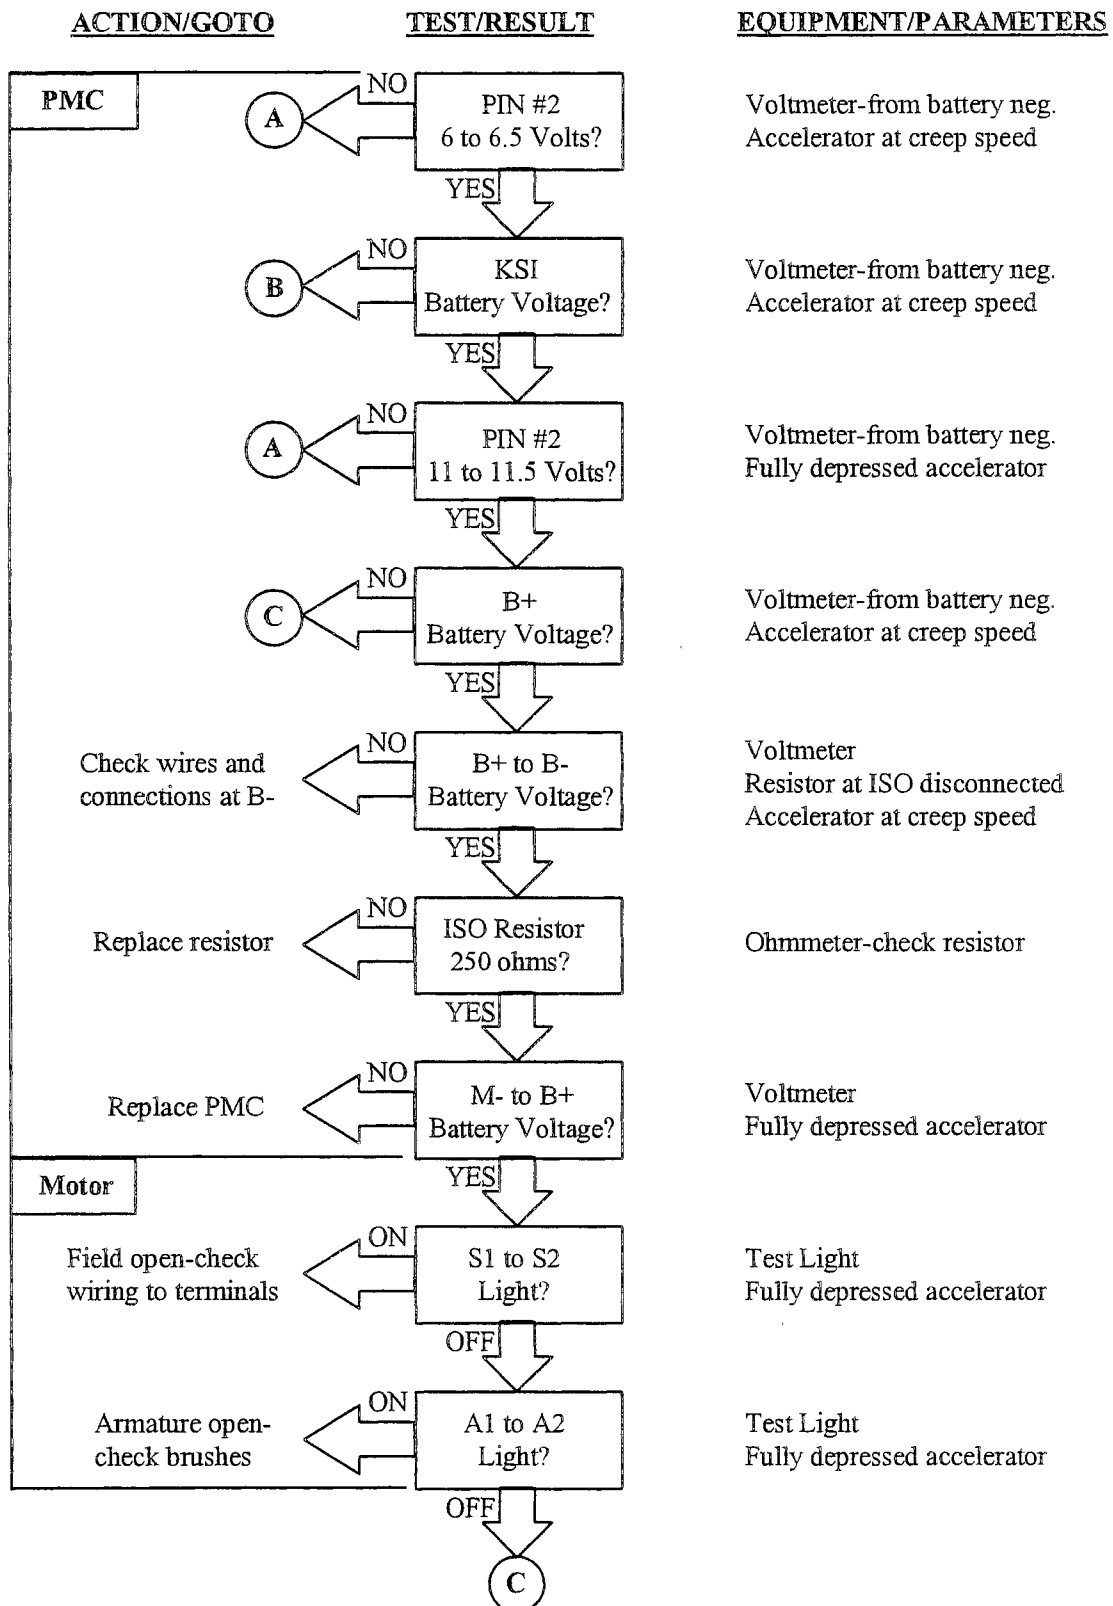 ACTION/GOTO TEST/RESULT EQUIPMENT/PARAMETERS
PMC
NO
A
PIN #2
6 to 6.5 Volts?
Voltmeter-from battery neg.
Accelerator at creep speed
YES
NO
B
KSI
Battery Voltage?
Voltmeter-from battery neg.
Accelerator at creep speed
YES
NO
A
PIN #2
11 to 11.5 Volts?
Voltmeter-from battery neg.
Fully depressed accelerator
YES
NO
C
B+
Battery Voltage?
Voltmeter-from battery neg.
Accelerator at creep speed
YES
NO
Check wires and
connections at B-
B+ to B-
Battery Voltage?
Voltmeter
Resistor at ISO disconnected
Accelerator at creep speed
YES
NO
Replace resistor
ISO Resistor
250 ohms?
Ohmmeter-check resistor
YES
NO
Replace PMC
M- to B+
Battery Voltage?
Voltmeter
Fully depressed accelerator
YES
Motor
ON
Field open-check
wiring to terminals
S1 to S2
Light?
Test Light
Fully depressed accelerator
OFF
ON
Armature open-
check brushes
A1 to A2
Light?
Test Light
Fully depressed accelerator
OFF
C